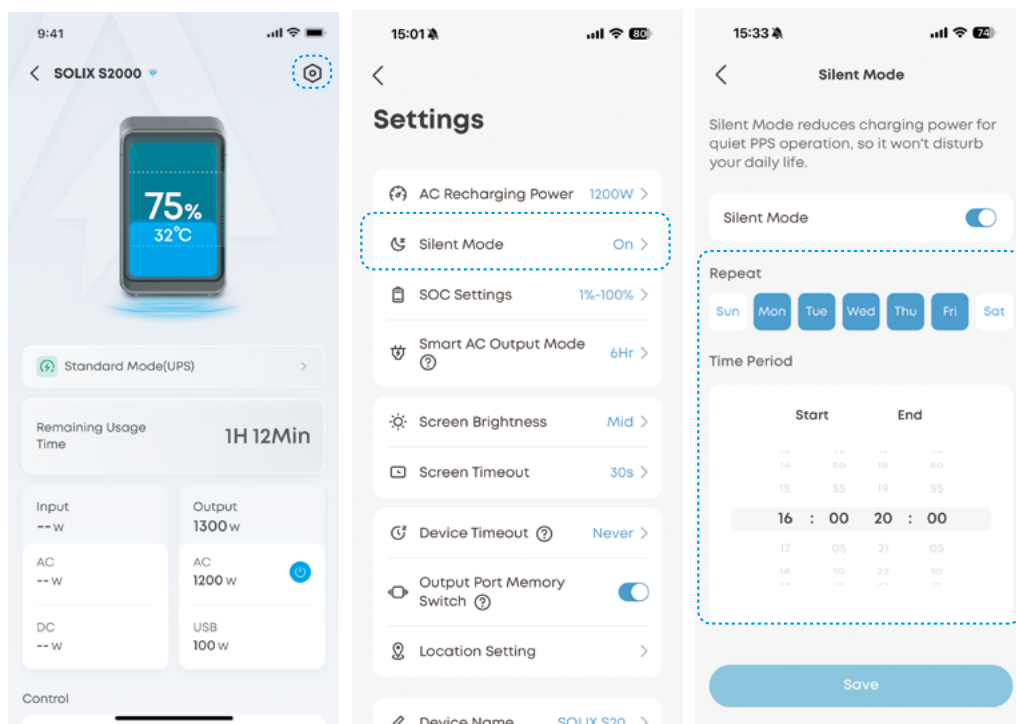 9:41
SOLIX S2000
75%
32°C
Standard Mode(UPS)
Remaining Usage
Time
1H 12Min
Input
-- W
Output
1300 W
AC
-- W
AC
1200 W
DC
-- W
USB
100 W
Control
15:01
80
Settings
AC Recharging Power 1200W
Silent Mode On
SOC Settings 1%-100%
Smart AC Output Mode
6Hr
Screen Brightness Mid
Screen Timeout 30s
Device Timeout ? Never
Output Port Memory
Switch ?
Location Setting
Device Name SOLIX S20
15:33
74
Silent Mode
Silent Mode reduces charging power for
quiet PPS operation, so it won't disturb
your daily life.
Silent Mode
Repeat
Sun Mon Tue Wed Thu Fri Sat
Time Period
Start End
14 50 18 50
15 55 19 55
16 : 00 20 : 00
17 05 21 05
18 10 22 10
Save